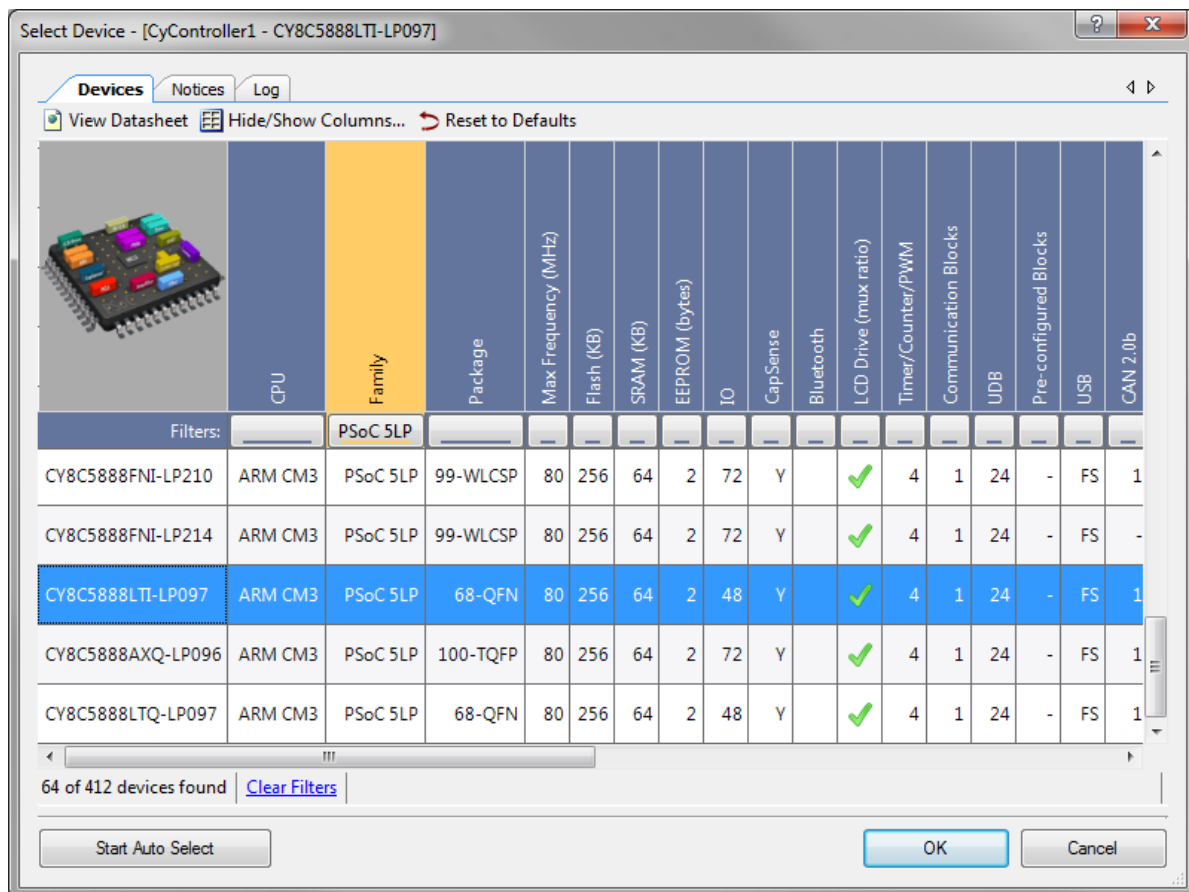 Select Device - [CyController1 - CY8C5888LTI-LP097]
Devices Notices Log
View Datasheet Hide/Show Columns... Reset to Defaults
CPU Family Package Max Frequency (MHz) Flash (KB) SRAM (KB) EEPROM (bytes) IO CapSense Bluetooth LCD Drive (mux ratio) Timer/Counter/PWM Communication Blocks UDB Pre-configured Blocks USB CAN 2.0b
Filters: PSoC 5LP
CY8C5888FNI-LP210 ARM CM3 PSoC 5LP 99-WLCSP 80 256 64 2 72 Y 4 1 24 - FS 1
CY8C5888FNI-LP214 ARM CM3 PSoC 5LP 99-WLCSP 80 256 64 2 72 Y 4 1 24 - FS -
CY8C5888LTI-LP097 ARM CM3 PSoC 5LP 68-QFN 80 256 64 2 48 Y 4 1 24 - FS 1
CY8C5888AXQ-LP096 ARM CM3 PSoC 5LP 100-TQFP 80 256 64 2 72 Y 4 1 24 - FS 1
CY8C5888LTQ-LP097 ARM CM3 PSoC 5LP 68-QFN 80 256 64 2 48 Y 4 1 24 - FS 1
64 of 412 devices found Clear Filters
Start Auto Select OK Cancel